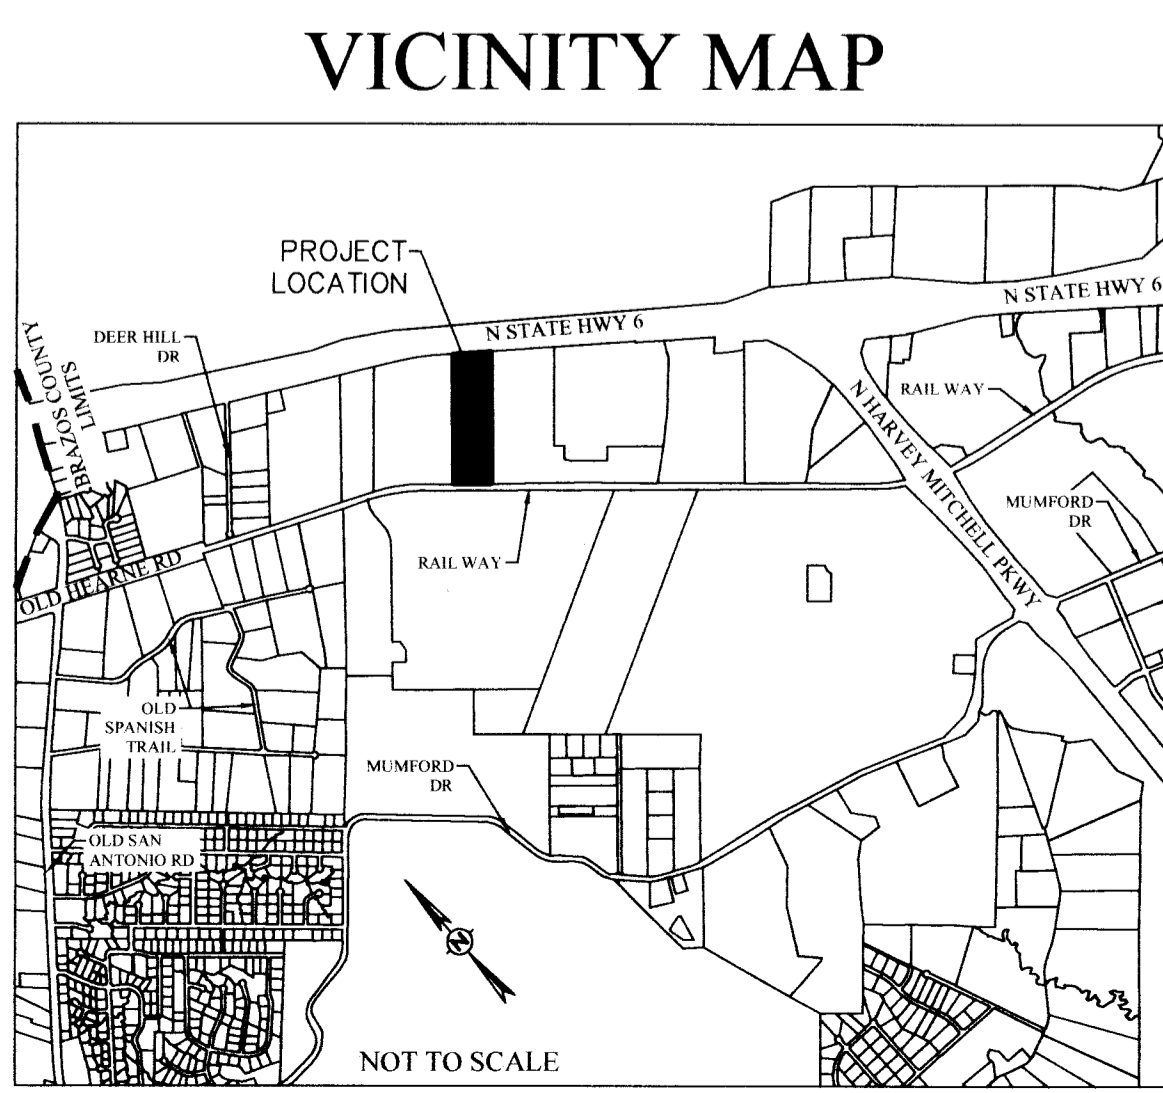 VICINITY MAP
PROJECT
LOCATION
N STATE HWY 6
N STATE HWY 6
DEER HILL
DR
BRAZOS COUNTY
LIMITS
RAIL WAY
N HARVEY MITCHELL PKWY
MUMFORD
DR
RAIL WAY
OLD HEARNE RD
OLD
SPANISH
TRAIL
MUMFORD
DR
OLD SAN
ANTONIO RD
N
NOT TO SCALE